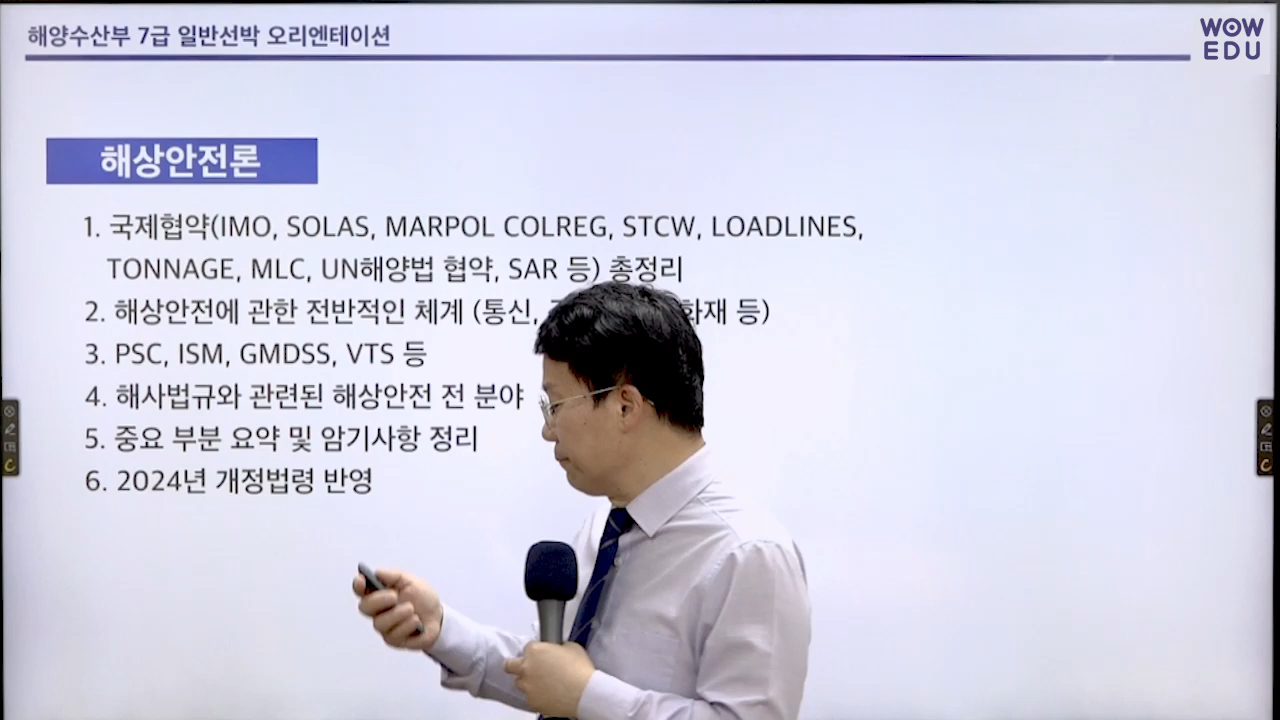 해양수산부 7급 일반선박 오리엔테이션
WOW
EDU
해상안전론
1. 국제협약(IMO, SOLAS, MARPOL COLREG, STCW, LOADLINES,
TONNAGE, MLC, UN해양법 협약, SAR 등) 총정리
2. 해상안전에 관한 전반적인 체계 (통신, 화재 등)
3. PSC, ISM, GMDSS, VTS 등
4. 해사법규와 관련된 해상안전 전 분야
5. 중요 부분 요약 및 암기사항 정리
6. 2024년 개정법령 반영